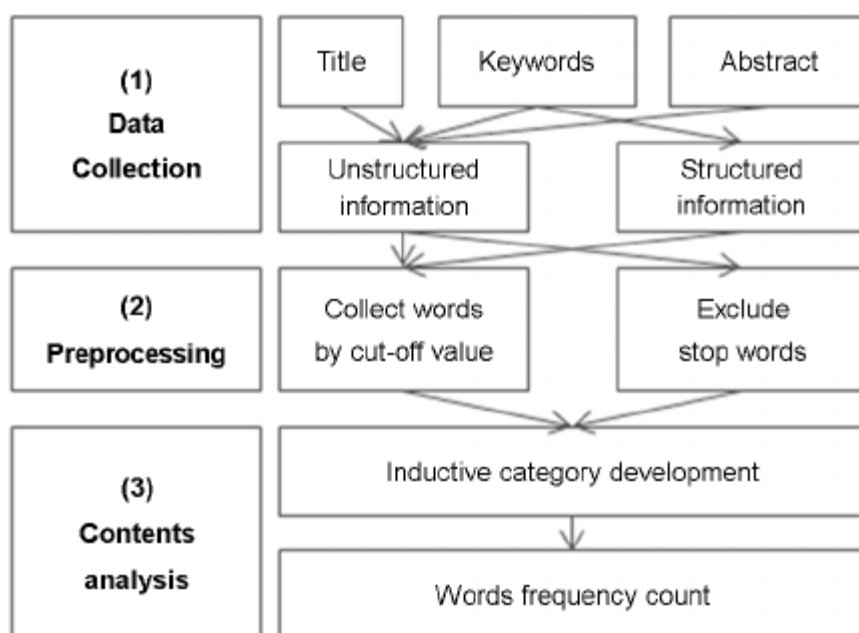 (1)
Data
Collection
Title
Keywords
Abstract
Unstructured
information
Structured
information
(2)
Preprocessing
Collect words
by cut-off value
Exclude
stop words
(3)
Contents
analysis
Inductive category development
Words frequency count